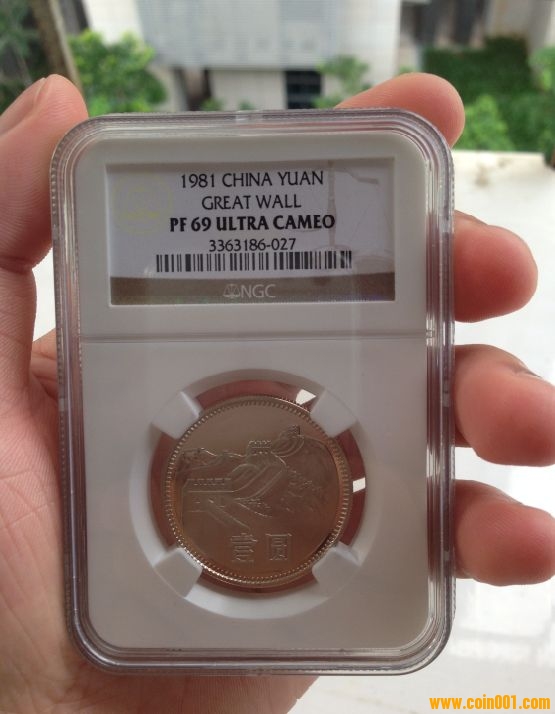 1981 CHINA YUAN
GREAT WALL
PF 69 ULTRA CAMEO
3363186-027
NGC
壹圆
www.coin001.com